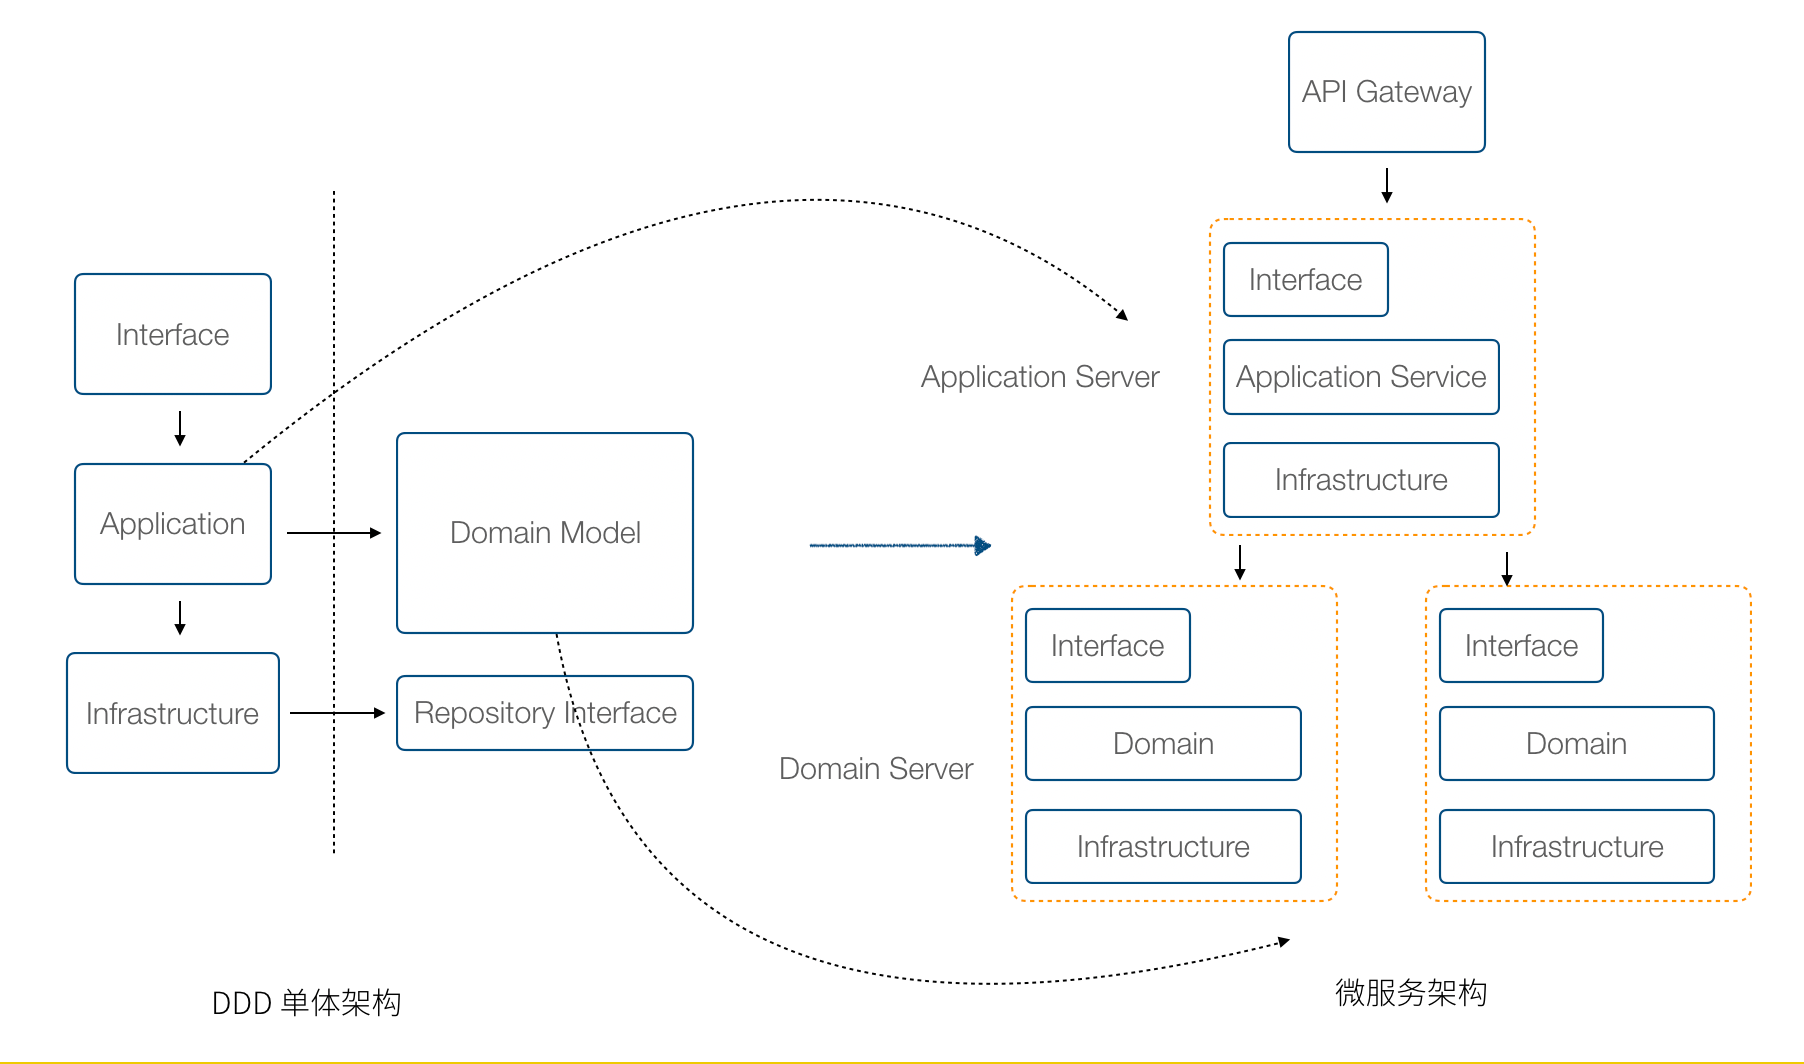 API Gateway
Interface
Application
Infrastructure
Domain Model
Repository Interface
Application Server
Interface
Application Service
Infrastructure
Domain Server
Interface
Domain
Infrastructure
Interface
Domain
Infrastructure
DDD 单体架构
微服务架构